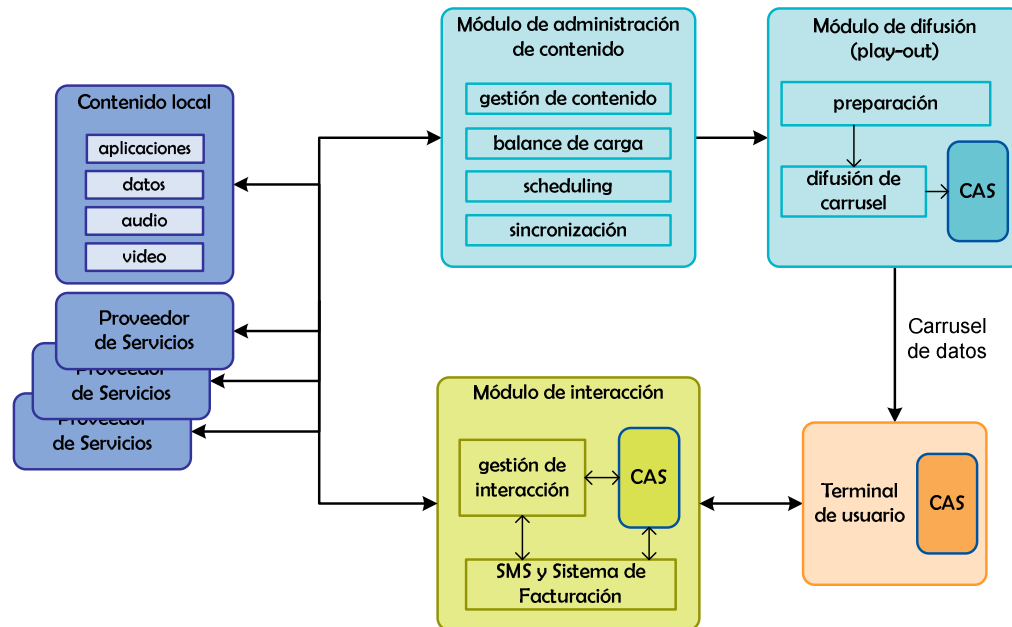 Contenido local
aplicaciones
datos
audio
video
Proveedor
de Servicios
Proveedor
de Servicios
Proveedor
de Servicios
Módulo de administración
de contenido
gestión de contenido
balance de carga
scheduling
sincronización
Módulo de difusión
(play-out)
preparación
difusión de
carrusel
CAS
Carrusel
de datos
Módulo de interacción
gestión de
interacción
CAS
SMS y Sistema de
Facturación
Terminal
de usuario
CAS